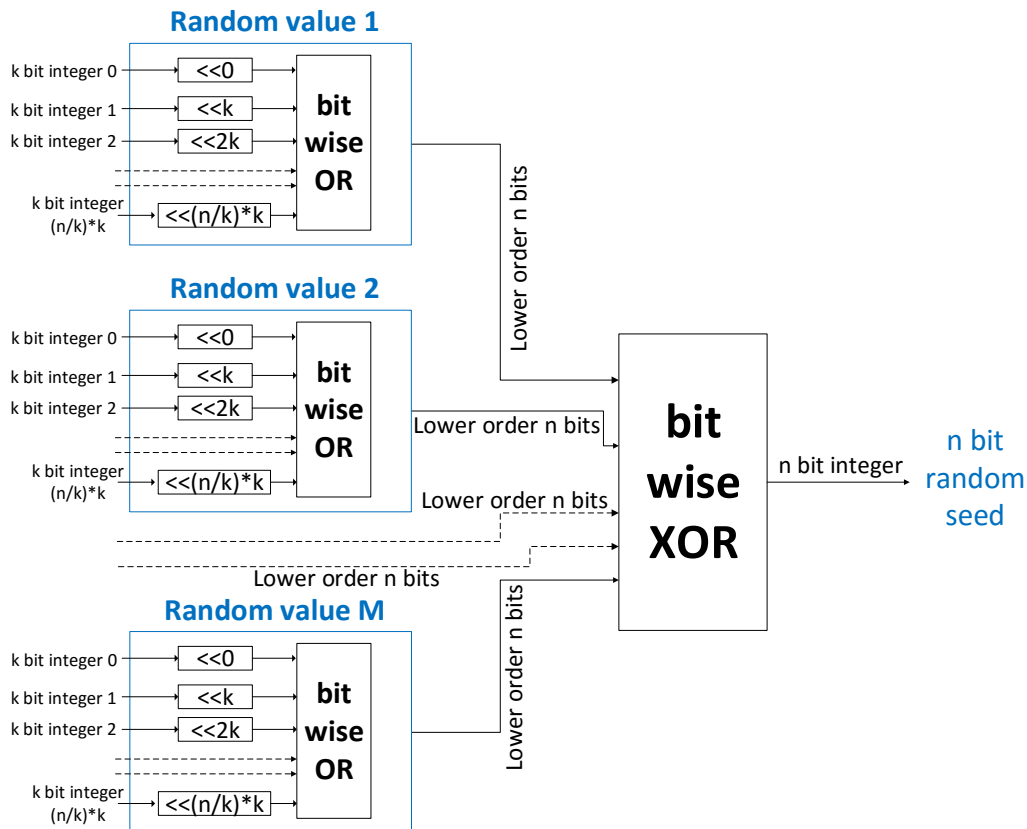 Random value 1
k bit integer 0
<<0
k bit integer 1
<<k
k bit integer 2
<<2k
k bit integer
(n/k)*k
<<(n/k)*k
bit
wise
OR
Lower order n bits
Random value 2
k bit integer 0
<<0
k bit integer 1
<<k
k bit integer 2
<<2k
k bit integer
(n/k)*k
<<(n/k)*k
bit
wise
OR
Lower order n bits
Lower order n bits
Lower order n bits
Random value M
k bit integer 0
<<0
k bit integer 1
<<k
k bit integer 2
<<2k
k bit integer
(n/k)*k
<<(n/k)*k
bit
wise
OR
Lower order n bits
bit
wise
XOR
n bit integer
n bit
random
seed